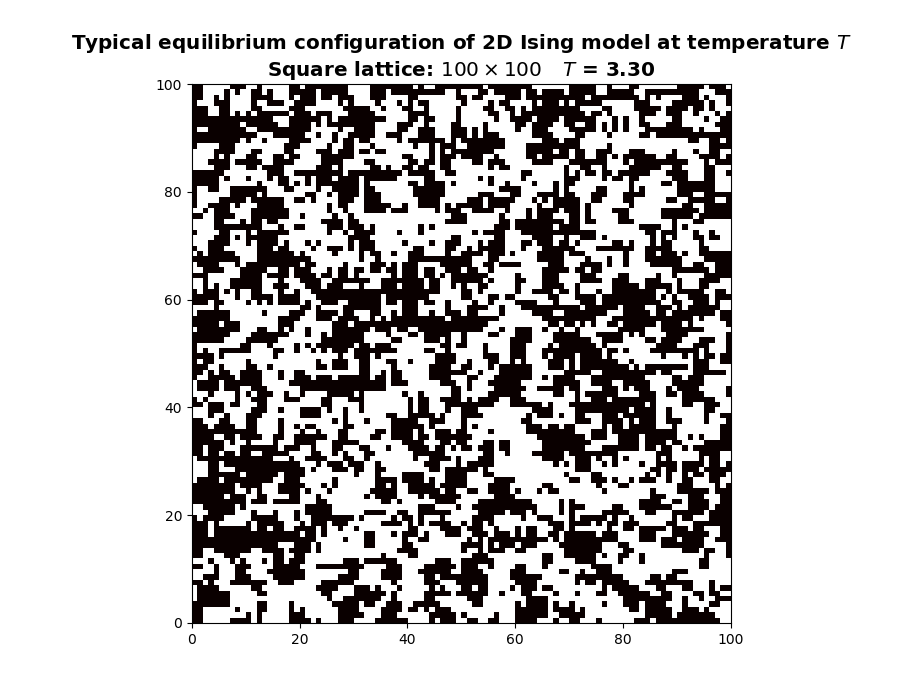 Typical equilibrium configuration of 2D Ising model at temperature T
Square lattice: 100 × 100 T = 3.30
100
80
60
40
20
0
0 20 40 60 80 100